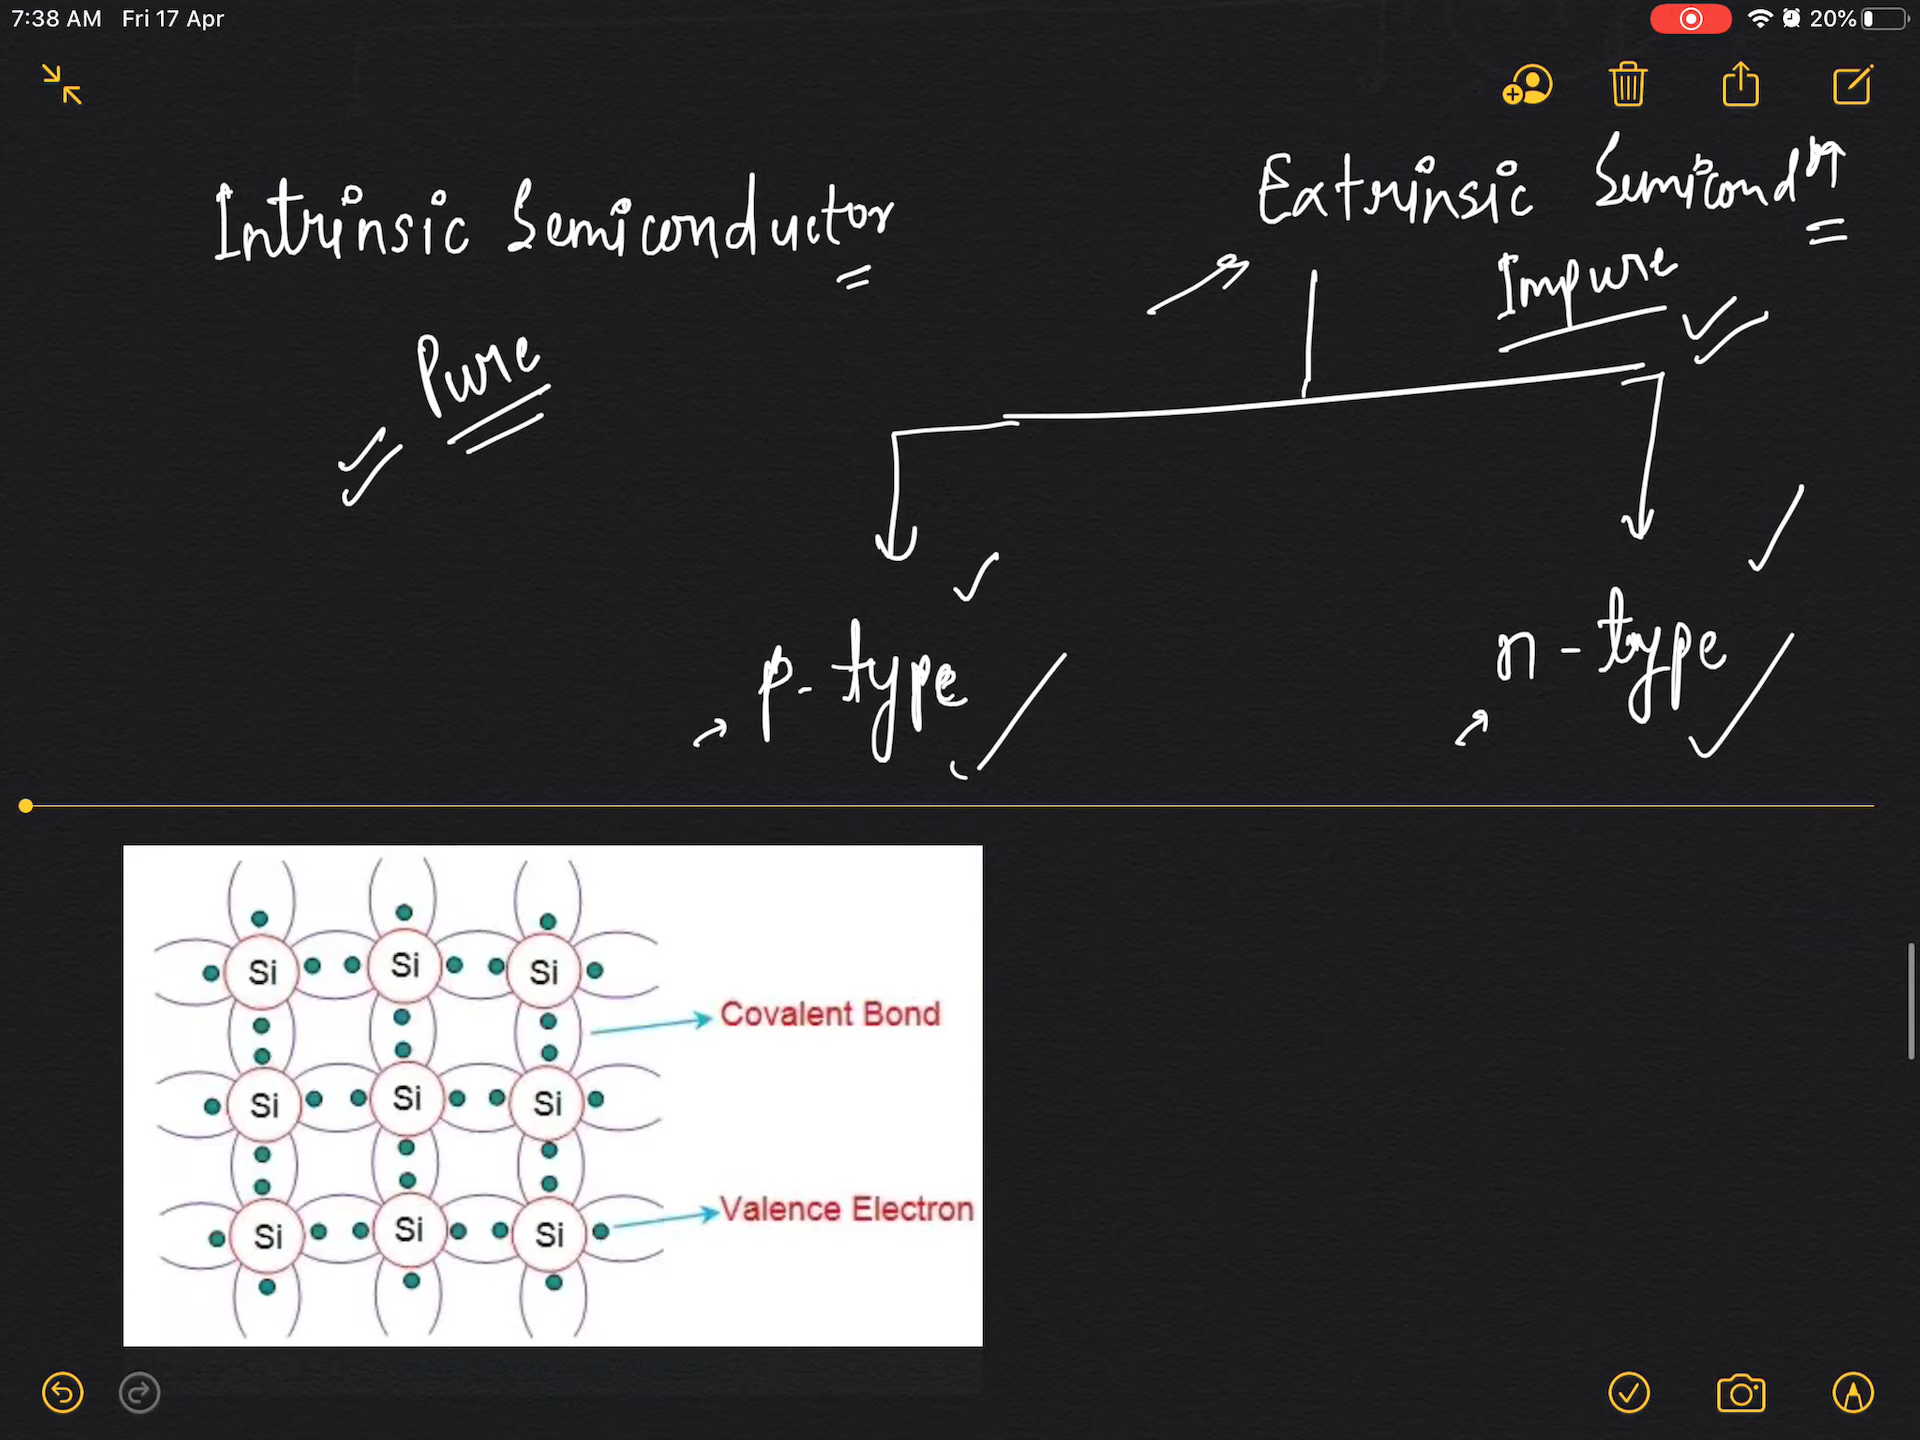 7:38 AM Fri 17 Apr
20%
Intrinsic Semiconductor
Extrinsic
Impure
Pure
p-type
n-type
Si Si Si
Covalent Bond
Si Si Si
Valence Electron
Si Si Si